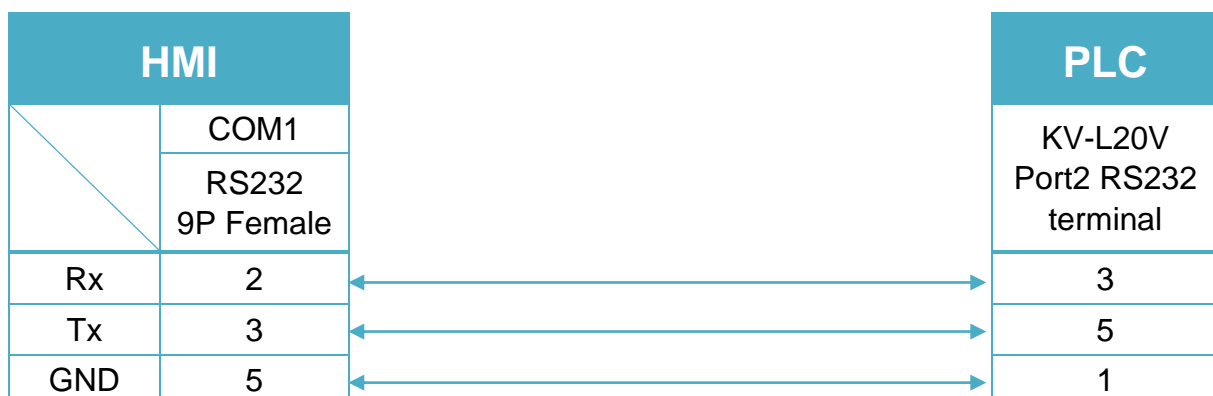 HMI
PLC
COM1
RS232
9P Female
KV-L20V
Port2 RS232
terminal
Rx 2 3
Tx 3 5
GND 5 1